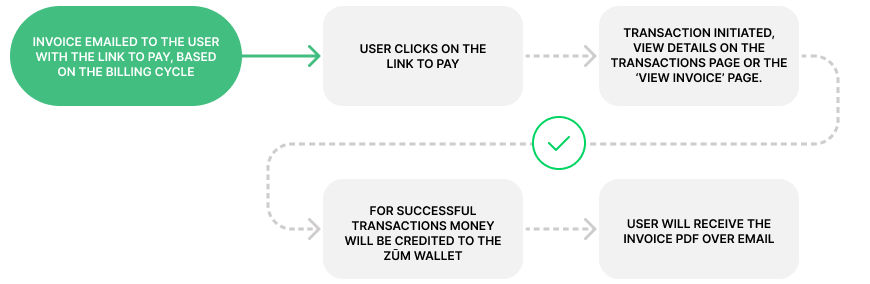 INVOICE EMAILED TO THE USER
WITH THE LINK TO PAY, BASED
ON THE BILLING CYCLE
USER CLICKS ON THE
LINK TO PAY
TRANSACTION INITIATED,
VIEW DETAILS ON THE
TRANSACTIONS PAGE OR THE
‘VIEW INVOICE’ PAGE.
FOR SUCCESSFUL
TRANSACTIONS MONEY
WILL BE CREDITED TO THE
ZŪM WALLET
USER WILL RECEIVE THE
INVOICE PDF OVER EMAIL